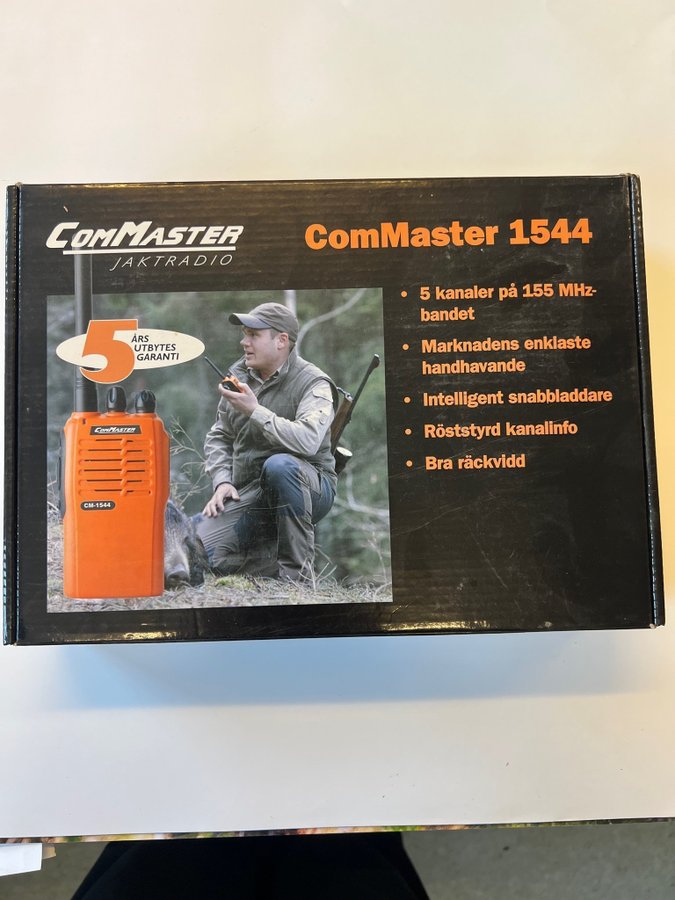 COMMASTER
JAKTRADIO
ComMaster 1544
5 ÅRS
UTBYTES
GARANTI
COMMASTER
CM-1544
• 5 kanaler på 155 MHz-
bandet
• Marknadens enklaste
handhavande
• Intelligent snabbladdare
• Röststyrd kanalinfo
• Bra räckvidd